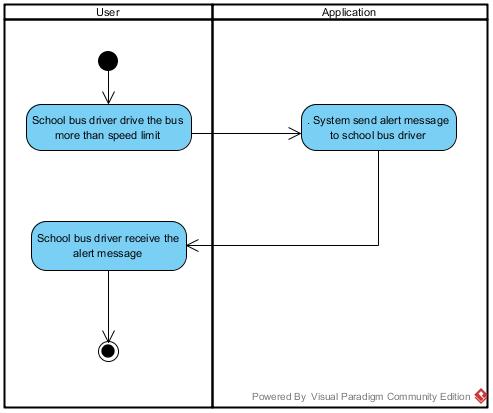 User
Application
School bus driver drive the bus
more than speed limit
. System send alert message
to school bus driver
School bus driver receive the
alert message
Powered By Visual Paradigm Community Edition